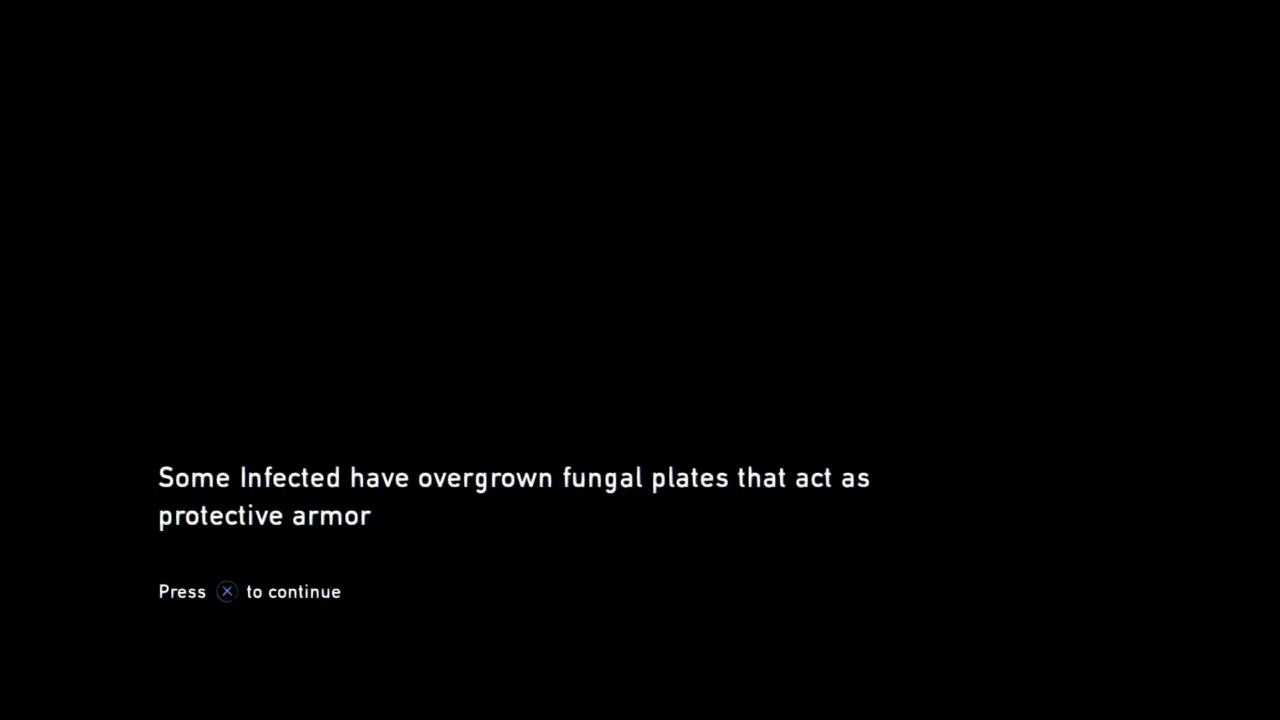 Some Infected have overgrown fungal plates that act as
protective armor
Press ⓧ to continue